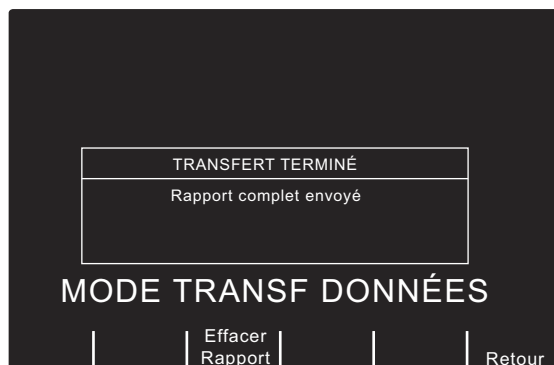 TRANSFERT TERMINÉ
Rapport complet envoyé
MODE TRANSF DONNÉES
Effacer
Rapport
Retour